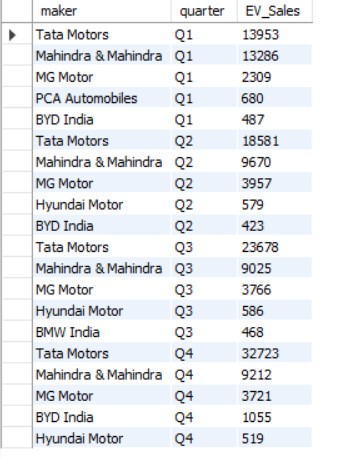 maker quarter EV_Sales
Tata Motors Q1 13953
Mahindra & Mahindra Q1 13286
MG Motor Q1 2309
PCA Automobiles Q1 680
BYD India Q1 487
Tata Motors Q2 18581
Mahindra & Mahindra Q2 9670
MG Motor Q2 3957
Hyundai Motor Q2 579
BYD India Q2 423
Tata Motors Q3 23678
Mahindra & Mahindra Q3 9025
MG Motor Q3 3766
Hyundai Motor Q3 586
BMW India Q3 468
Tata Motors Q4 32723
Mahindra & Mahindra Q4 9212
MG Motor Q4 3721
BYD India Q4 1055
Hyundai Motor Q4 519